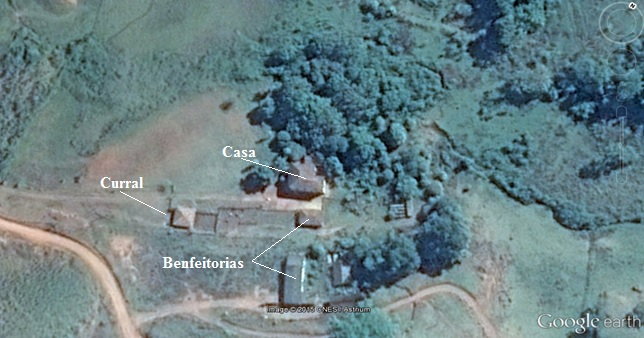 Casa
Curral
Benfeitorias
Image © 2015 CNES / Astrium
Google earth